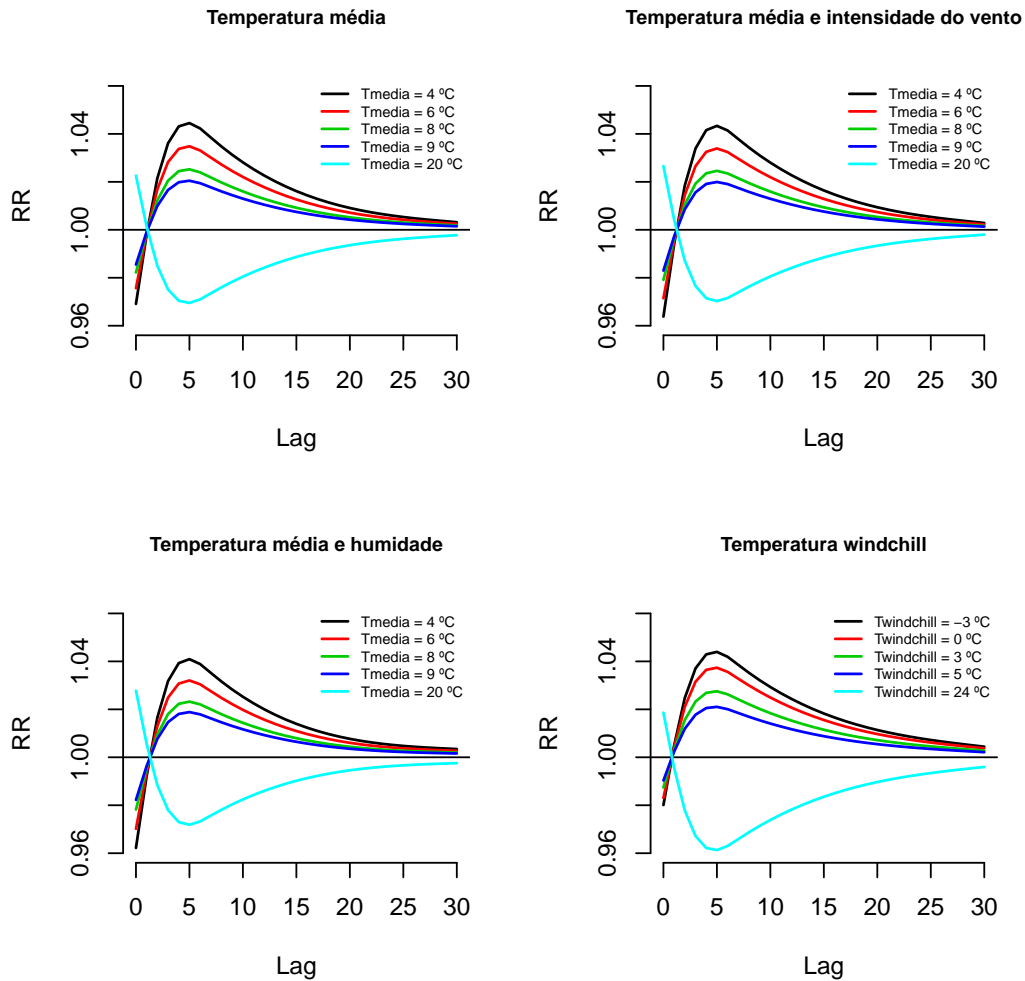 Temperatura média
Tmedia = 4 ºC
Tmedia = 6 ºC
Tmedia = 8 ºC
Tmedia = 9 ºC
Tmedia = 20 ºC
RR
1.04
1.00
0.96
0 5 10 15 20 25 30
Lag
Temperatura média e intensidade do vento
Tmedia = 4 ºC
Tmedia = 6 ºC
Tmedia = 8 ºC
Tmedia = 9 ºC
Tmedia = 20 ºC
RR
1.04
1.00
0.96
0 5 10 15 20 25 30
Lag
Temperatura média e humidade
Tmedia = 4 ºC
Tmedia = 6 ºC
Tmedia = 8 ºC
Tmedia = 9 ºC
Tmedia = 20 ºC
RR
1.04
1.00
0.96
0 5 10 15 20 25 30
Lag
Temperatura windchill
Twindchill = −3 ºC
Twindchill = 0 ºC
Twindchill = 3 ºC
Twindchill = 5 ºC
Twindchill = 24 ºC
RR
1.04
1.00
0.96
0 5 10 15 20 25 30
Lag